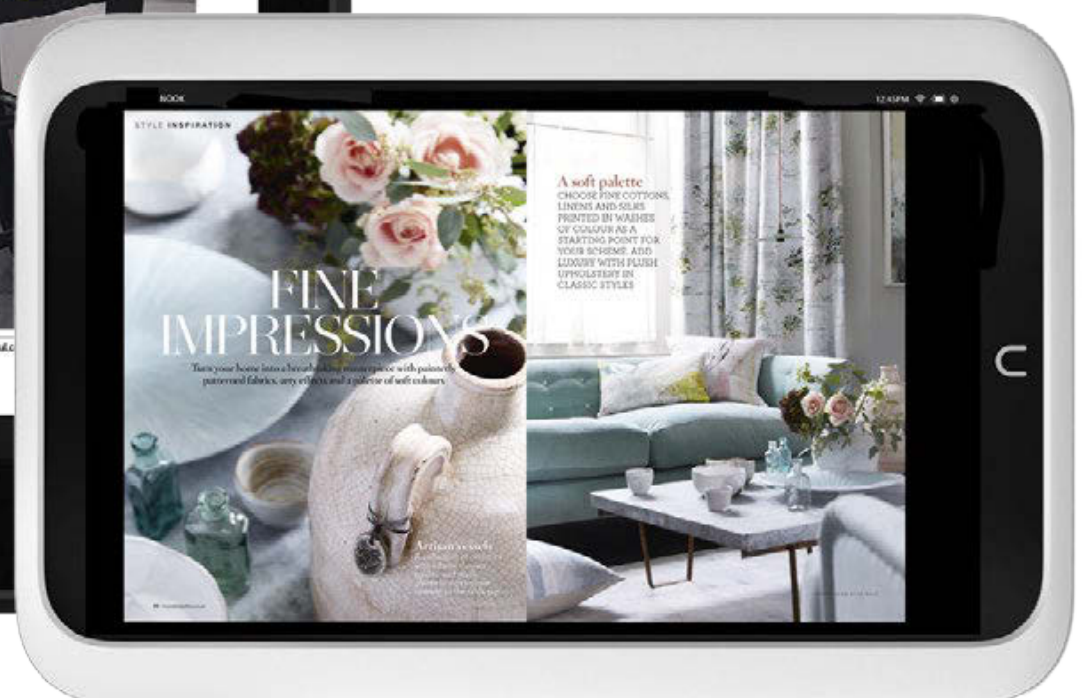 NOOK
12:45PM
STYLE INSPIRATION
FINE
IMPRESSIONS
Turn your home into a breathtaking masterpiece with painterly
patterned fabrics, arty effects and a palette of soft colours
A soft palette
CHOOSE FINE COTTONS,
LINENS AND SILKS
PRINTED IN WASHES
OF COLOUR AS A
STARTING POINT FOR
YOUR SCHEME. ADD
LUXURY WITH PLUSH
UPHOLSTERY IN
CLASSIC STYLES
Artisan vessels